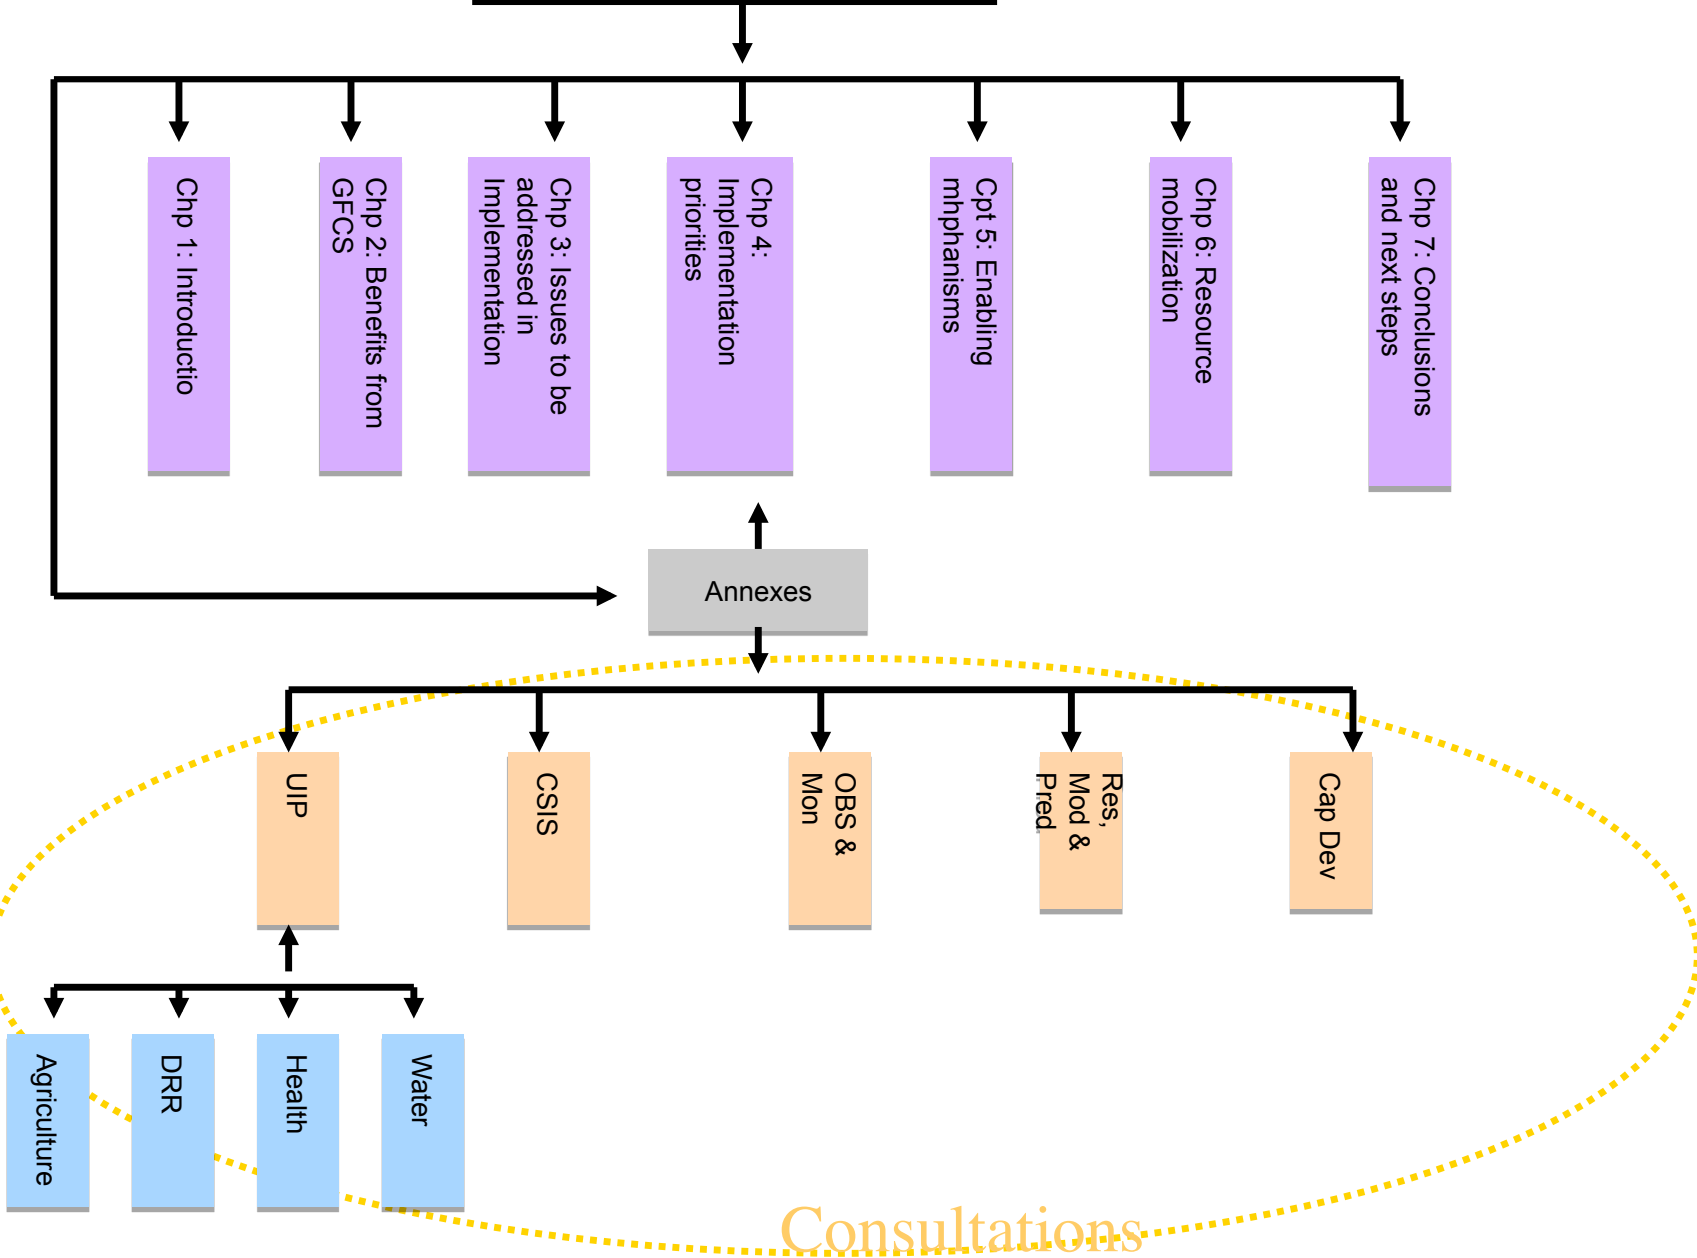 Chp 1: Introductio
Chp 2: Benefits from
GFCS
Chp 3: Issues to be
addressed in
Implementation
Chp 4:
Implementation
priorities
Cpt 5: Enabling
mhphanisms
Chp 6: Resource
mobilization
Chp 7: Conclusions
and next steps
Annexes
UIP
CSIS
OBS &
Mon
Res,
Mod &
Pred
Cap Dev
Agriculture
DRR
Health
Water
Consultations